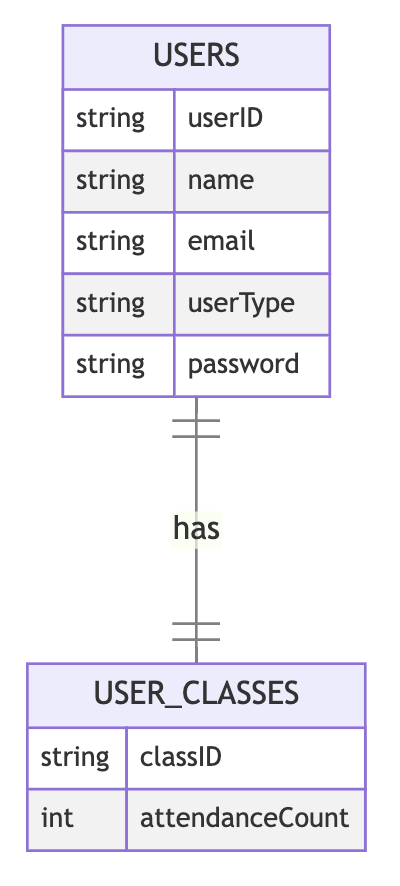 USERS
string userID
string name
string email
string userType
string password
has
USER_CLASSES
string classID
int attendanceCount